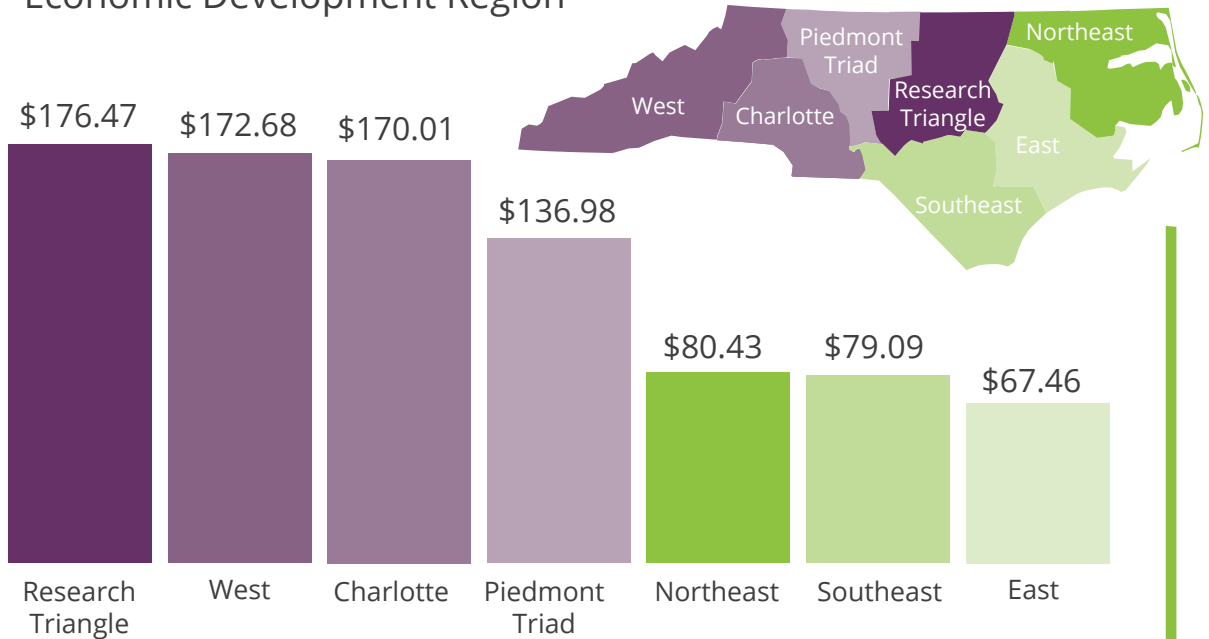 Economic Development Region
Northeast
Piedmont
Triad
West
Charlotte
Research
Triangle
East
Southeast
$176.47
$172.68
$170.01
$136.98
$80.43
$79.09
$67.46
Research
Triangle
West
Charlotte
Piedmont
Triad
Northeast
Southeast
East